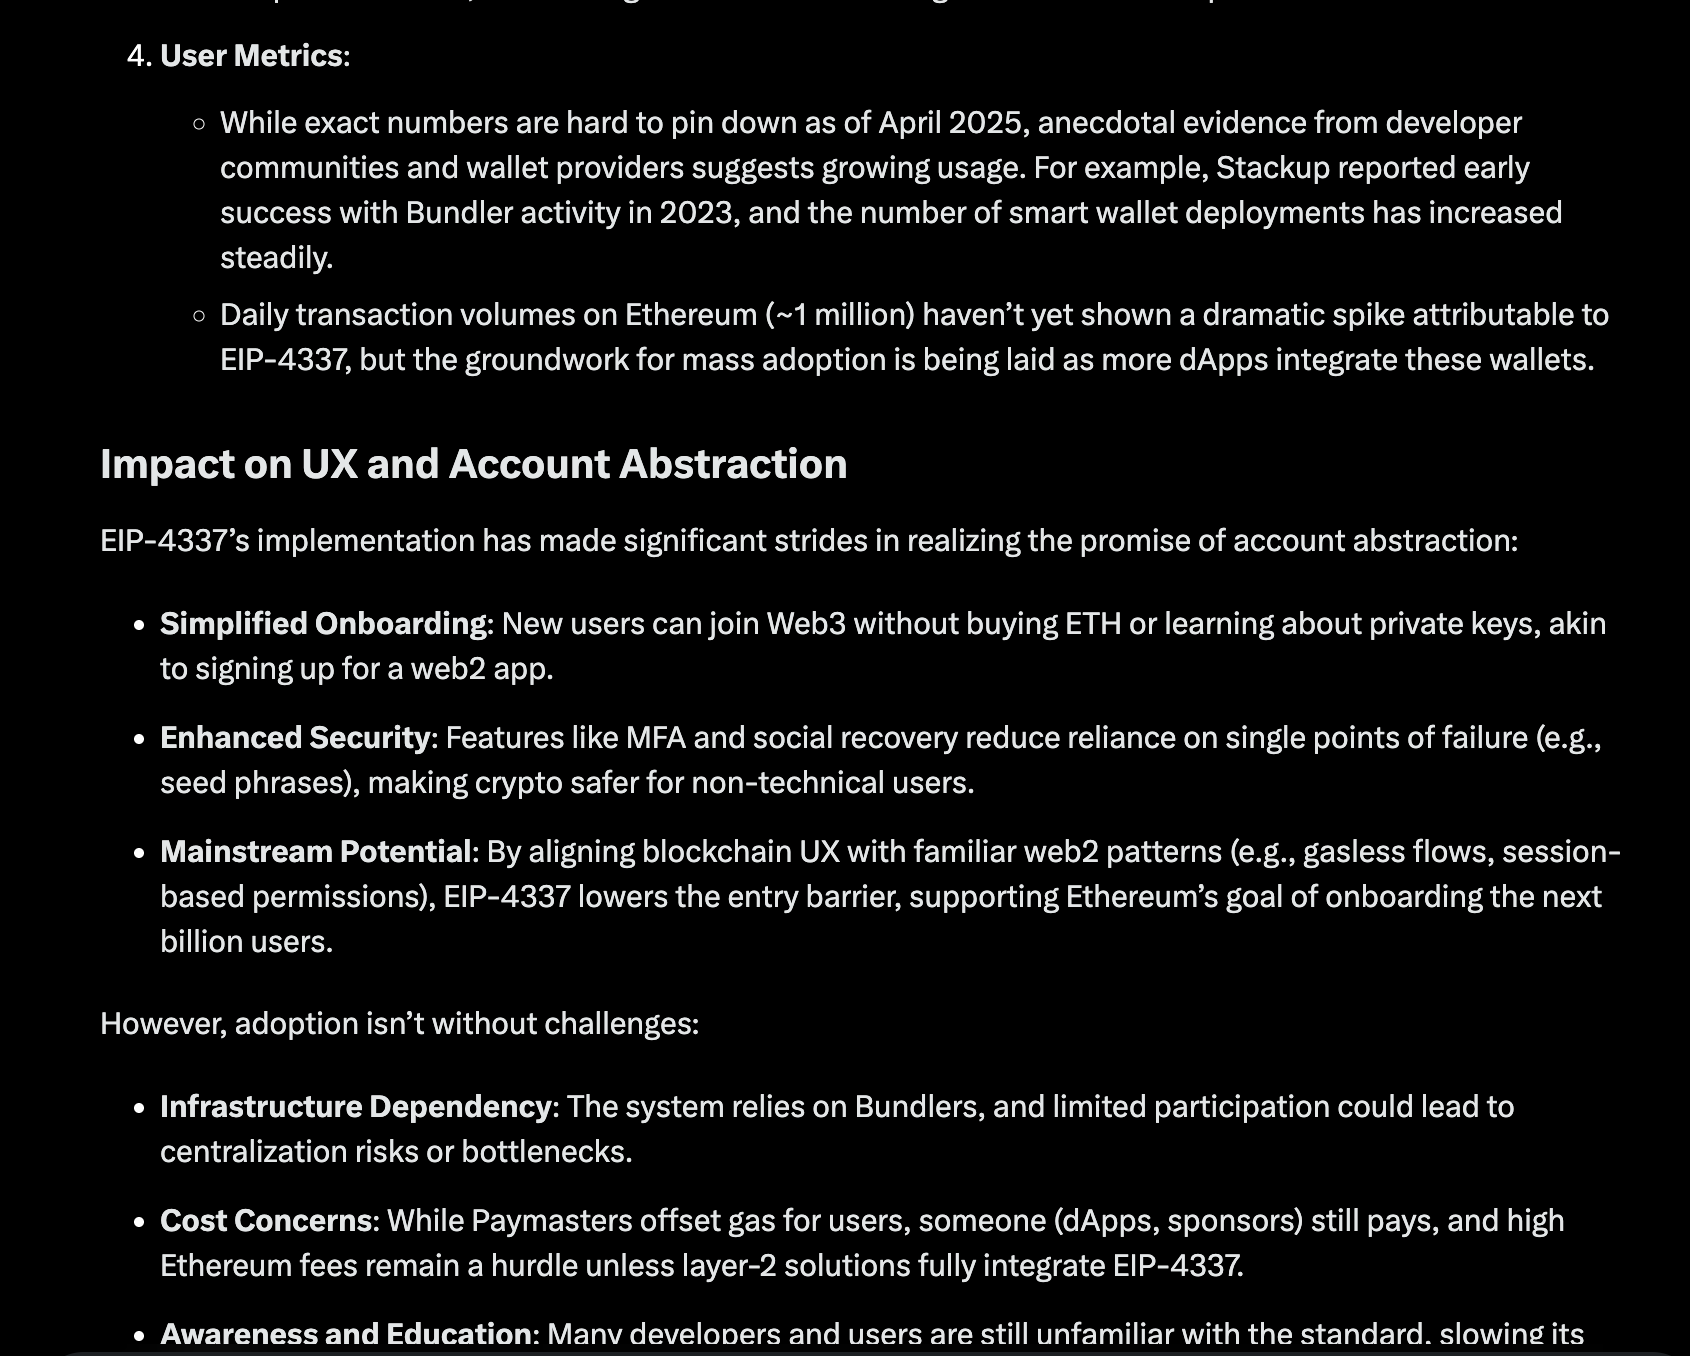 4. User Metrics:
While exact numbers are hard to pin down as of April 2025, anecdotal evidence from developer
communities and wallet providers suggests growing usage. For example, Stackup reported early
success with Bundler activity in 2023, and the number of smart wallet deployments has increased
steadily.
Daily transaction volumes on Ethereum (~1 million) haven’t yet shown a dramatic spike attributable to
EIP-4337, but the groundwork for mass adoption is being laid as more dApps integrate these wallets.
Impact on UX and Account Abstraction
EIP-4337’s implementation has made significant strides in realizing the promise of account abstraction:
• Simplified Onboarding: New users can join Web3 without buying ETH or learning about private keys, akin
to signing up for a web2 app.
• Enhanced Security: Features like MFA and social recovery reduce reliance on single points of failure (e.g.,
seed phrases), making crypto safer for non-technical users.
• Mainstream Potential: By aligning blockchain UX with familiar web2 patterns (e.g., gasless flows, session-
based permissions), EIP-4337 lowers the entry barrier, supporting Ethereum’s goal of onboarding the next
billion users.
However, adoption isn’t without challenges:
• Infrastructure Dependency: The system relies on Bundlers, and limited participation could lead to
centralization risks or bottlenecks.
• Cost Concerns: While Paymasters offset gas for users, someone (dApps, sponsors) still pays, and high
Ethereum fees remain a hurdle unless layer-2 solutions fully integrate EIP-4337.
• Awareness and Education: Many developers and users are still unfamiliar with the standard, slowing its